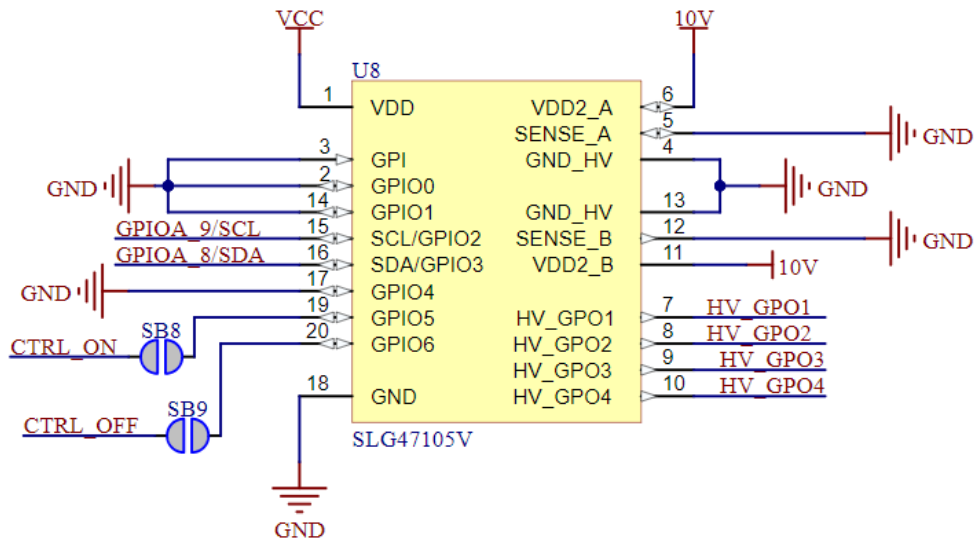 VCC
10V
U8
1 VDD
VDD2_A 6
SENSE_A 5
GND
3 GPI
GND_HV 4
GND
2 GPIO0
GND
14 GPIO1
GND_HV 13
GPIOA_9/SCL 15 SCL/GPIO2
SENSE_B 12
GND
GPIOA_8/SDA 16 SDA/GPIO3
VDD2_B 11 10V
GND 17 GPIO4
19 GPIO5
HV_GPO1 7 HV_GPO1
CTRL_ON SB8
20 GPIO6
HV_GPO2 8 HV_GPO2
HV_GPO3 9 HV_GPO3
18 GND
HV_GPO4 10 HV_GPO4
CTRL_OFF SB9
SLG47105V
GND